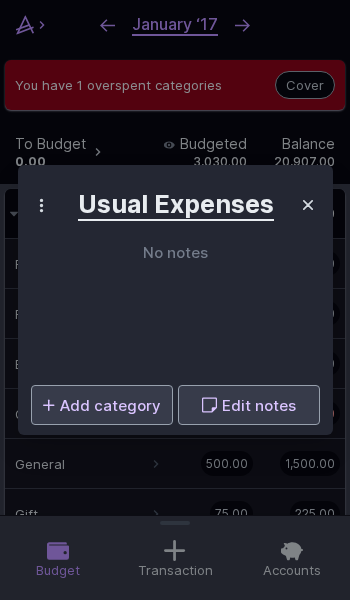 January ‘17
You have 1 overspent categories
Cover
To Budget
Budgeted
Balance
0.00
3,030.00
20,907.00
Usual Expenses
No notes
Add category
Edit notes
General
500.00
1,500.00
Gift
75.00
225.00
Budget
Transaction
Accounts